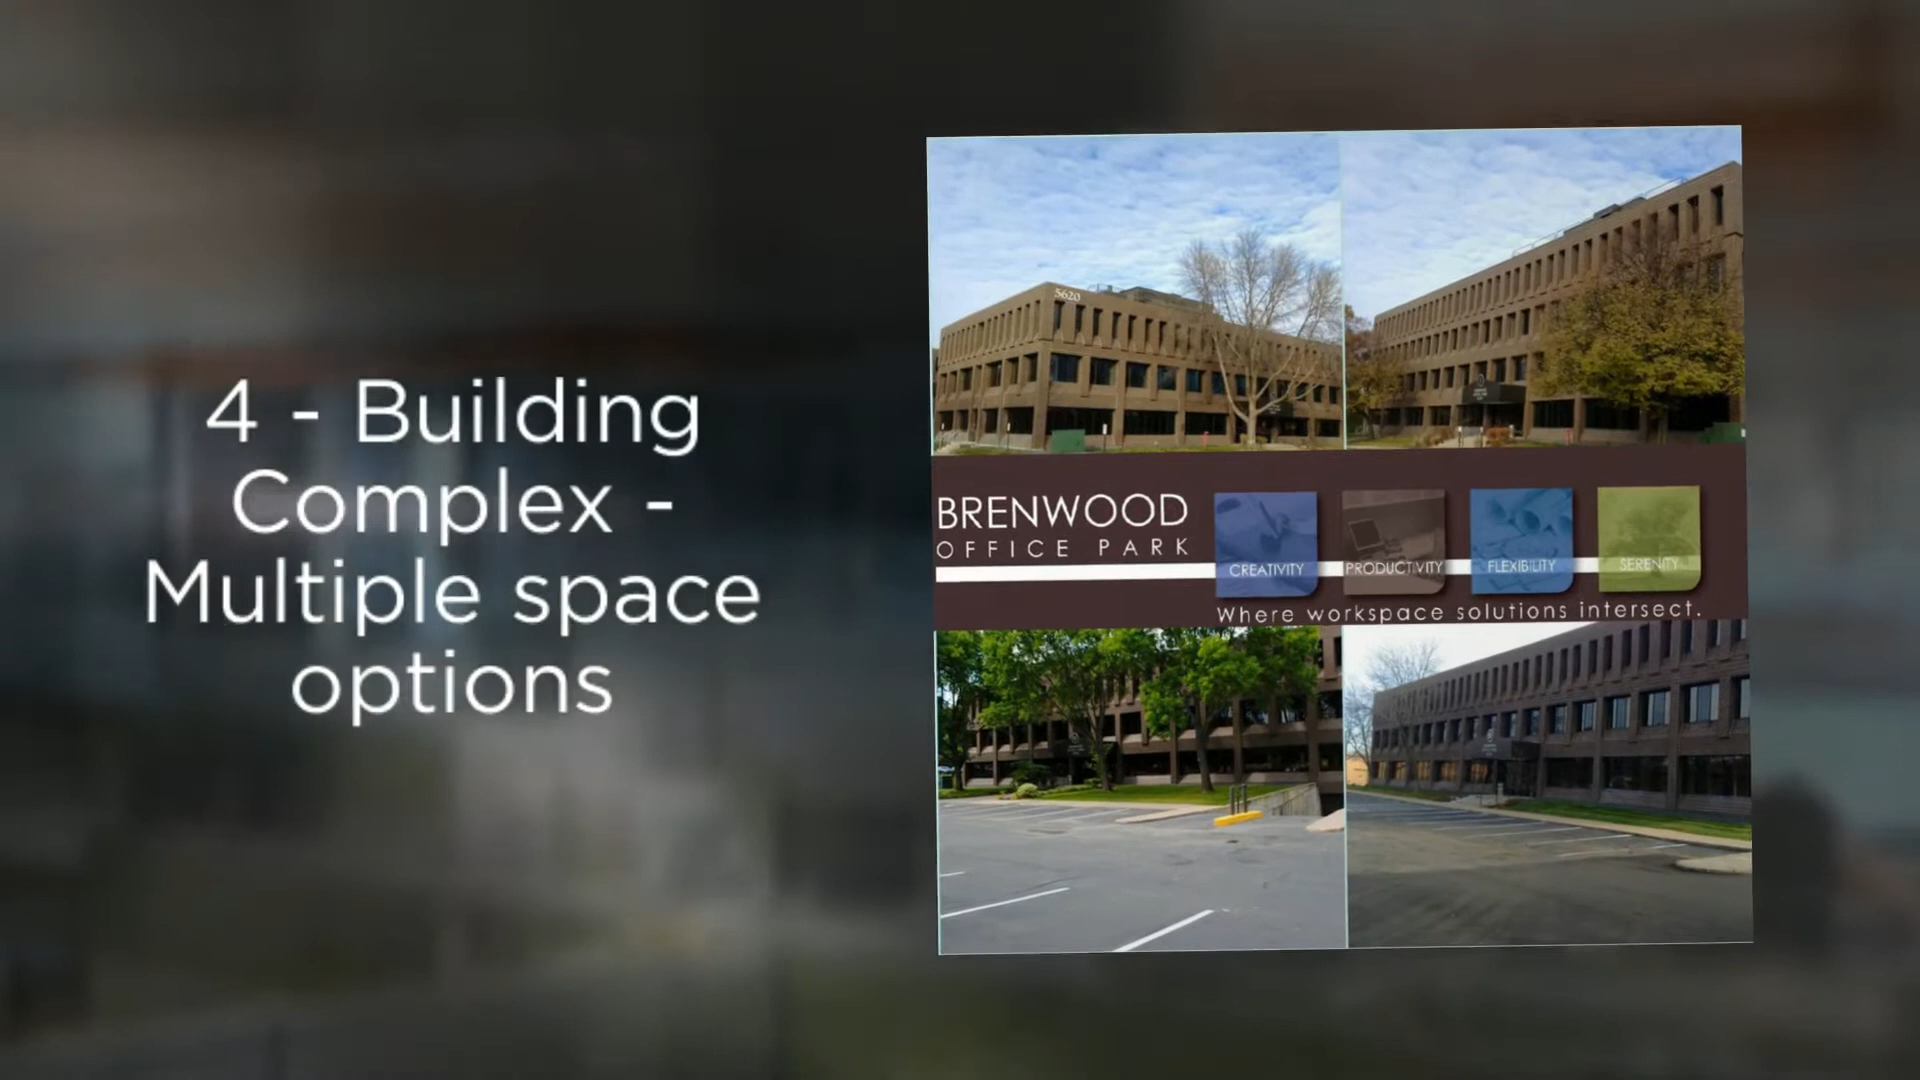 4 - Building
Complex -
Multiple space
options
5620
BRENWOOD
OFFICE PARK
CREATIVITY
PRODUCTIVITY
FLEXIBILITY
SERENITY
Where workspace solutions intersect.